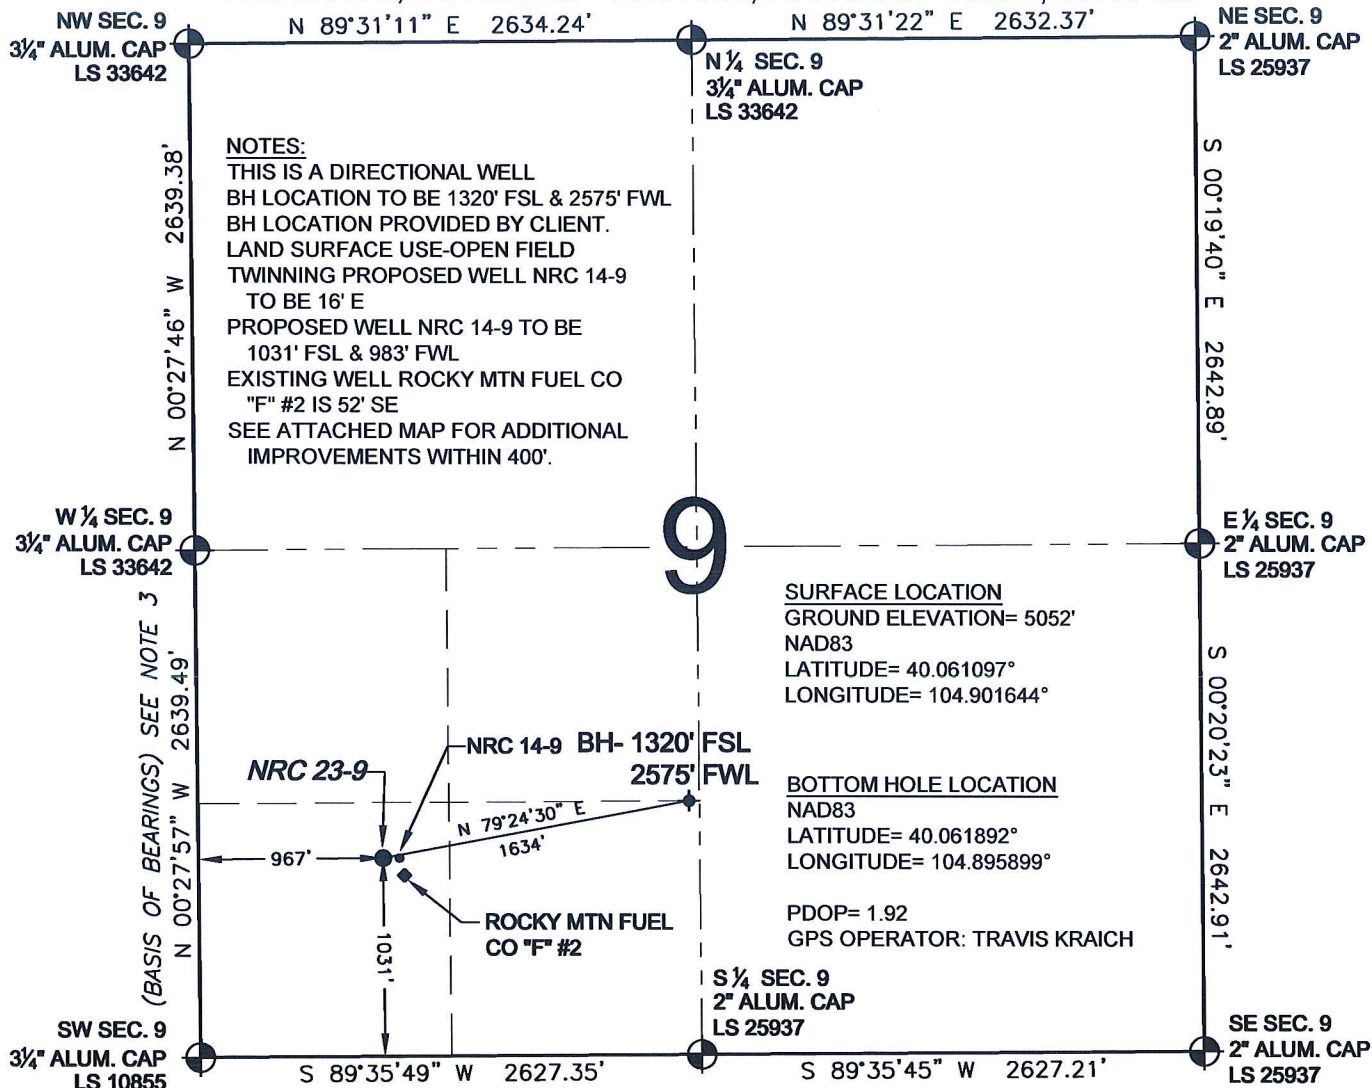 NW SEC. 9
3¼" ALUM. CAP
LS 33642
N 89°31'11" E 2634.24'
N 89°31'22" E 2632.37'
NE SEC. 9
2" ALUM. CAP
LS 25937
N ¼ SEC. 9
3¼" ALUM. CAP
LS 33642
N 00°27'46" W 2639.38'
NOTES:
THIS IS A DIRECTIONAL WELL
BH LOCATION TO BE 1320' FSL & 2575' FWL
BH LOCATION PROVIDED BY CLIENT.
LAND SURFACE USE-OPEN FIELD
TWINNING PROPOSED WELL NRC 14-9
TO BE 16' E
PROPOSED WELL NRC 14-9 TO BE
1031' FSL & 983' FWL
EXISTING WELL ROCKY MTN FUEL CO
"F" #2 IS 52' SE
SEE ATTACHED MAP FOR ADDITIONAL
IMPROVEMENTS WITHIN 400'.
S 00°19'40" E 2642.89'
W ¼ SEC. 9
3¼" ALUM. CAP
LS 33642
9
E ¼ SEC. 9
2" ALUM. CAP
LS 25937
SURFACE LOCATION
GROUND ELEVATION= 5052'
NAD83
LATITUDE= 40.061097°
LONGITUDE= 104.901644°
(BASIS OF BEARINGS) SEE NOTE 3
N 00°27'57" W 2639.49'
NRC 14-9
BH- 1320' FSL
2575' FWL
NRC 23-9
N 79°24'30" E
1634'
967'
1031'
ROCKY MTN FUEL
CO "F" #2
BOTTOM HOLE LOCATION
NAD83
LATITUDE= 40.061892°
LONGITUDE= 104.895899°
PDOP= 1.92
GPS OPERATOR: TRAVIS KRAICH
S 00°20'23" E 2642.91'
S ¼ SEC. 9
2" ALUM. CAP
LS 25937
SW SEC. 9
3¼" ALUM. CAP
LS 10855
S 89°35'49" W 2627.35'
S 89°35'45" W 2627.21'
SE SEC. 9
2" ALUM. CAP
LS 25937